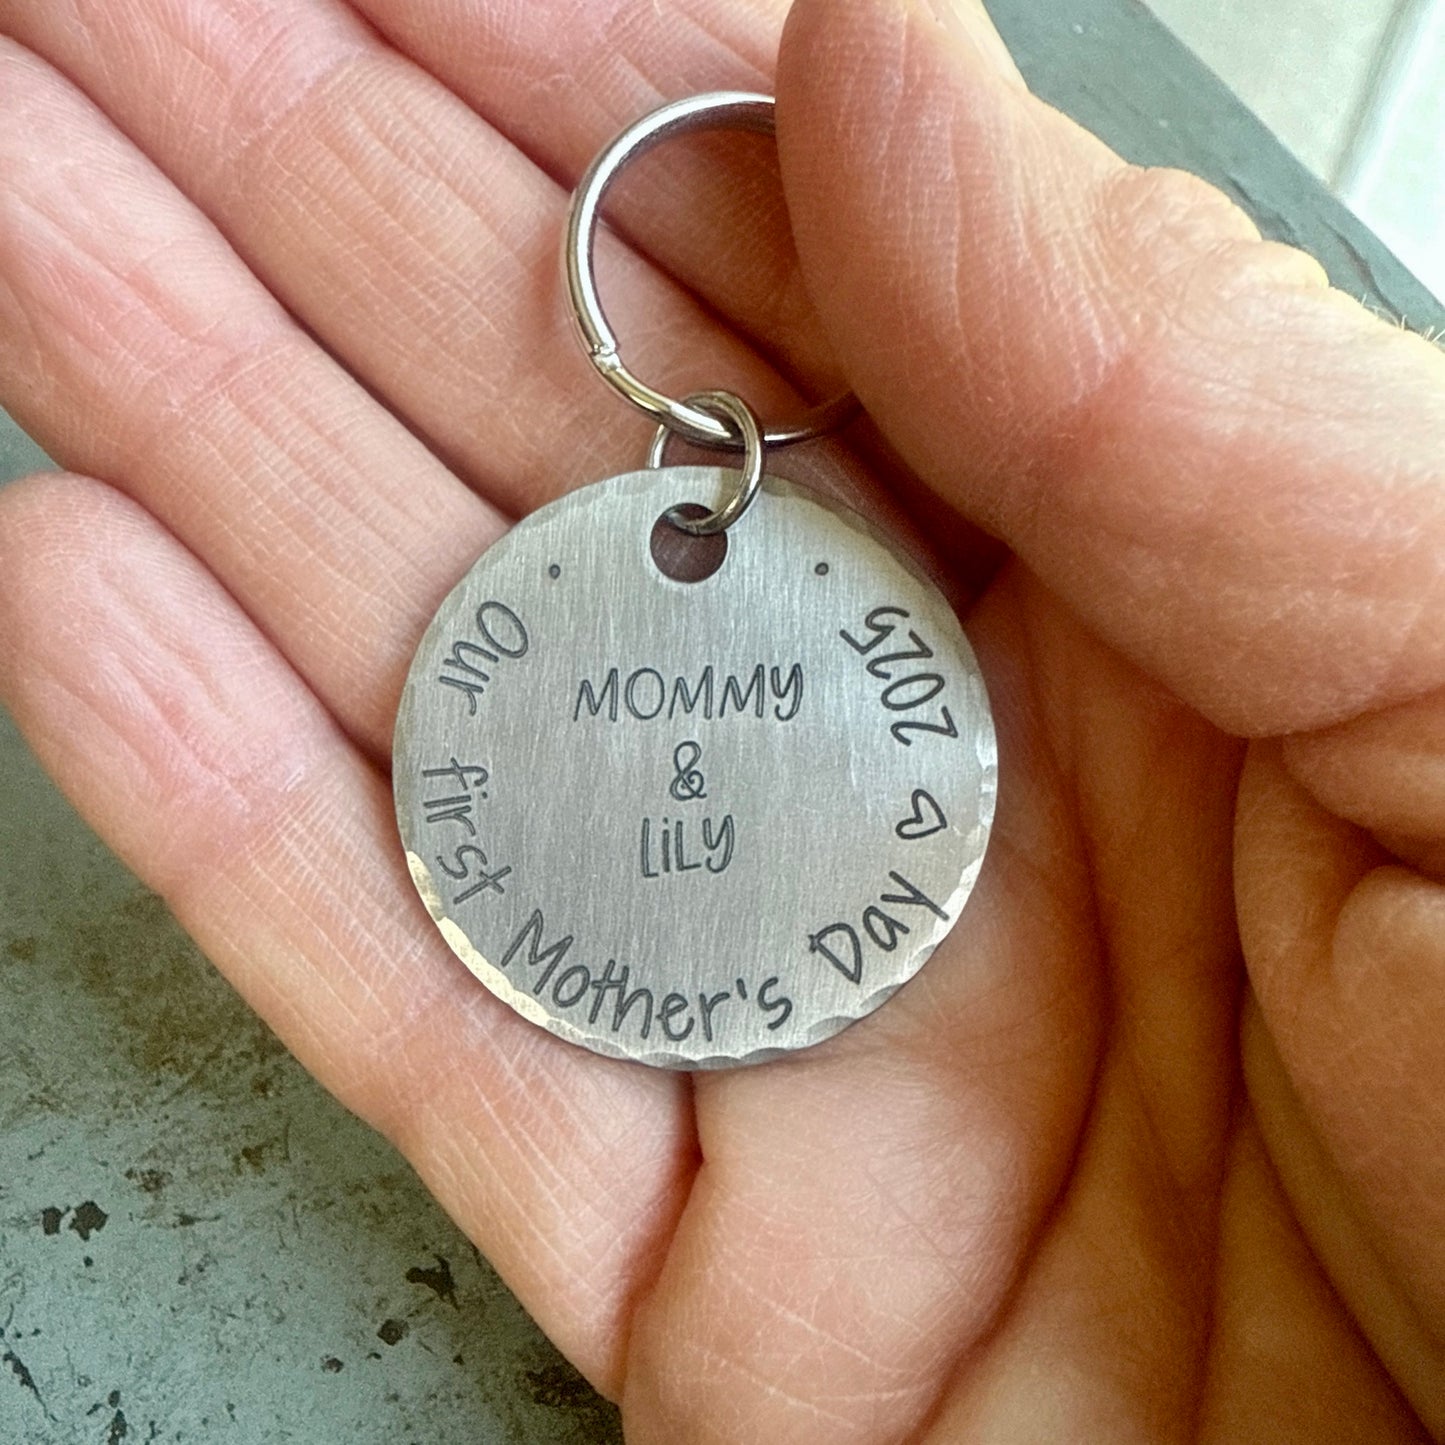 MOMMY
&
LiLY
Our first Mother's Day ♡ 2025